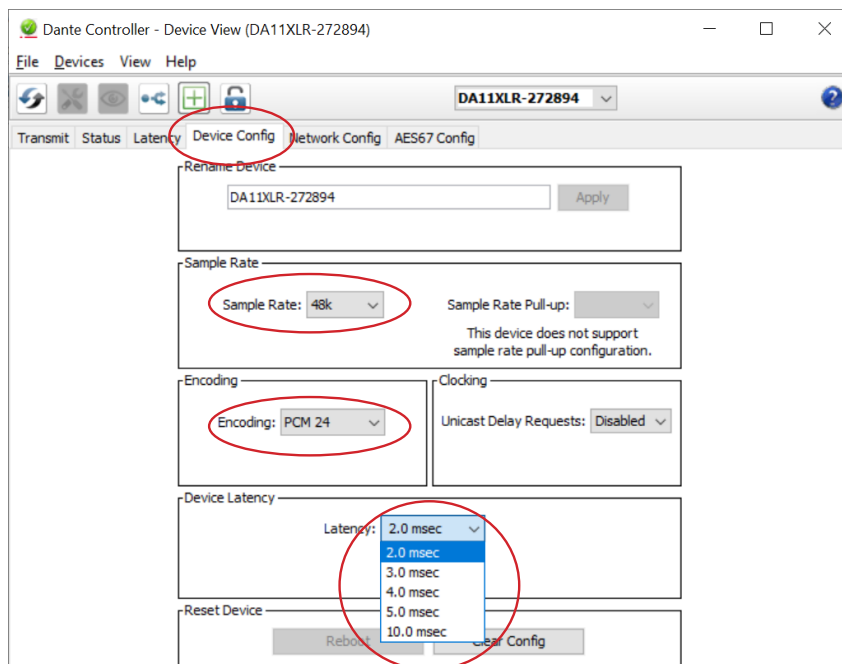 Dante Controller - Device View (DA11XLR-272894)
File Devices View Help
DA11XLR-272894
?
Transmit Status Latency Device Config Network Config AES67 Config
Rename Device
DA11XLR-272894 Apply
Sample Rate
Sample Rate: 48k Sample Rate Pull-up:
This device does not support
sample rate pull-up configuration.
Encoding Clocking
Encoding: PCM 24 Unicast Delay Requests: Disabled
Device Latency
Latency: 2.0 msec
2.0 msec
3.0 msec
4.0 msec
5.0 msec
10.0 msec
Reset Device
Reboot Clear Config